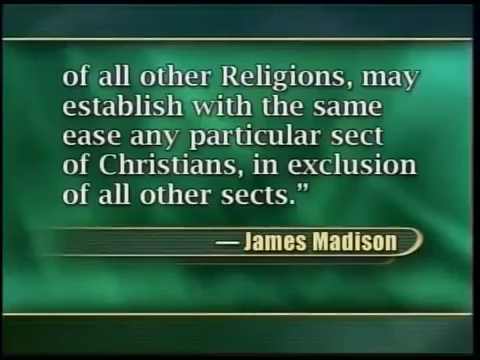 of all other Religions, may
establish with the same
ease any particular sect
of Christians, in exclusion
of all other sects.”
— James Madison